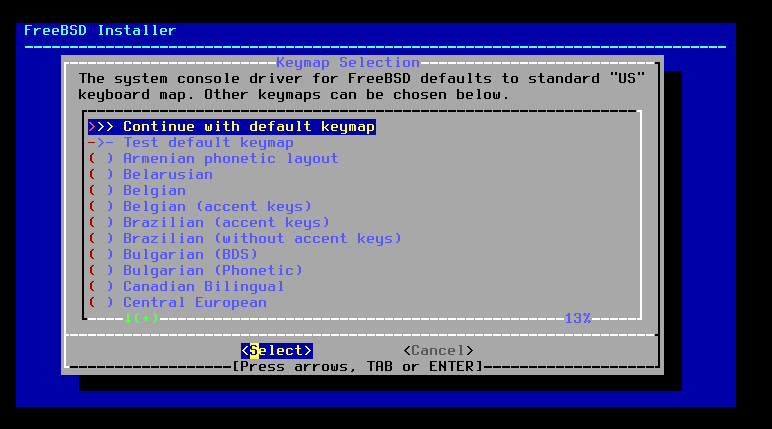 FreeBSD Installer
Keymap Selection
The system console driver for FreeBSD defaults to standard "US"
keyboard map. Other keymaps can be chosen below.
>>> Continue with default keymap
->- Test default keymap
( ) Armenian phonetic layout
( ) Belarusian
( ) Belgian
( ) Belgian (accent keys)
( ) Brazilian (accent keys)
( ) Brazilian (without accent keys)
( ) Bulgarian (BDS)
( ) Bulgarian (Phonetic)
( ) Canadian Bilingual
( ) Central European
↓(+) 13%
<Select> <Cancel>
[Press arrows, TAB or ENTER]